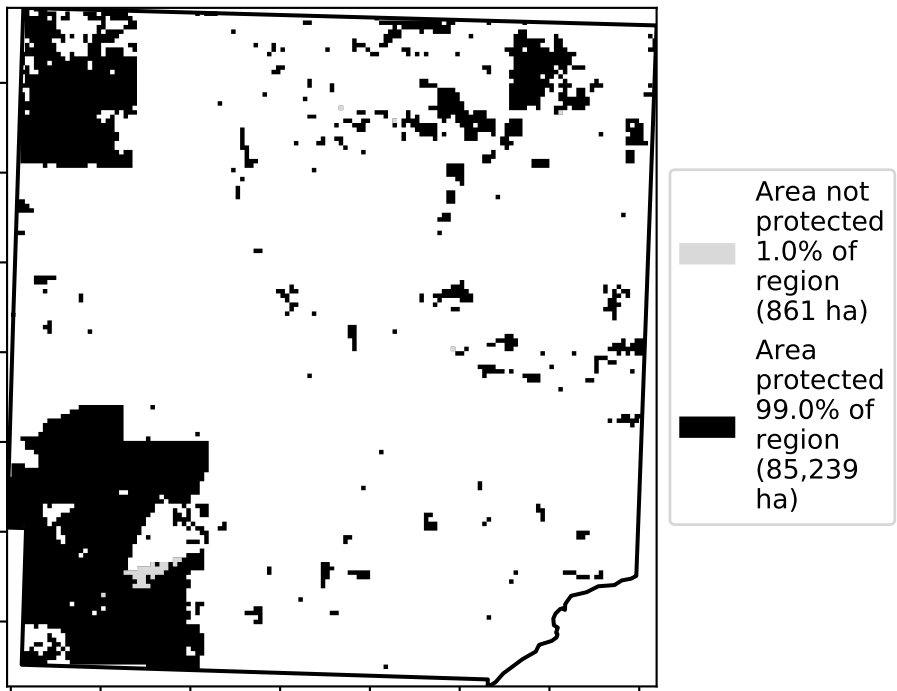 Area not
protected
1.0% of
region
(861 ha)
Area
protected
99.0% of
region
(85,239
ha)